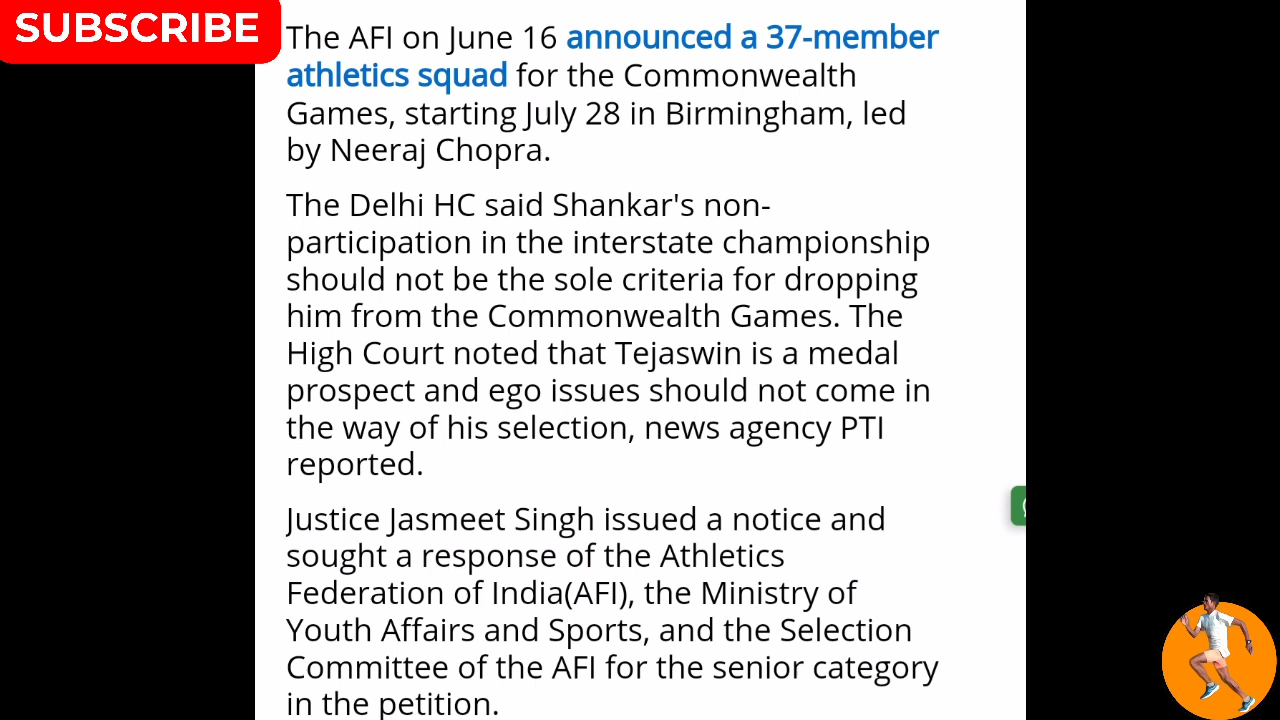 SUBSCRIBE
The AFI on June 16 announced a 37-member
athletics squad for the Commonwealth
Games, starting July 28 in Birmingham, led
by Neeraj Chopra.
The Delhi HC said Shankar's non-
participation in the interstate championship
should not be the sole criteria for dropping
him from the Commonwealth Games. The
High Court noted that Tejaswin is a medal
prospect and ego issues should not come in
the way of his selection, news agency PTI
reported.
Justice Jasmeet Singh issued a notice and
sought a response of the Athletics
Federation of India(AFI), the Ministry of
Youth Affairs and Sports, and the Selection
Committee of the AFI for the senior category
in the petition.